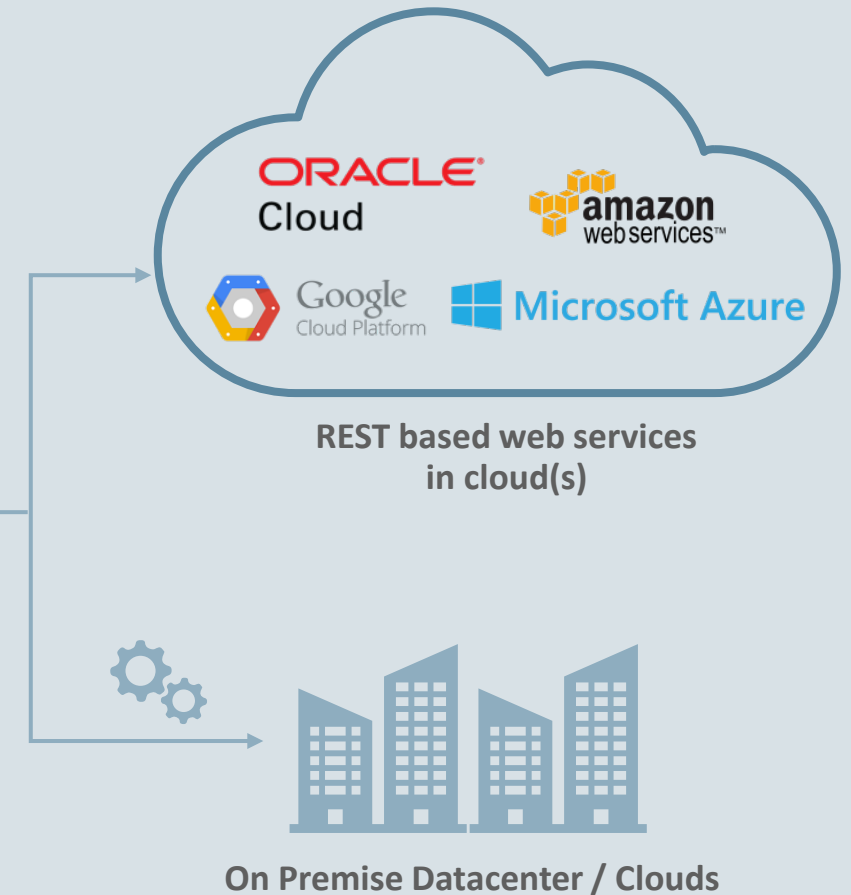 ORACLE®
Cloud
amazon
web services™
Google
Cloud Platform
Microsoft Azure
REST based web services
in cloud(s)
On Premise Datacenter / Clouds